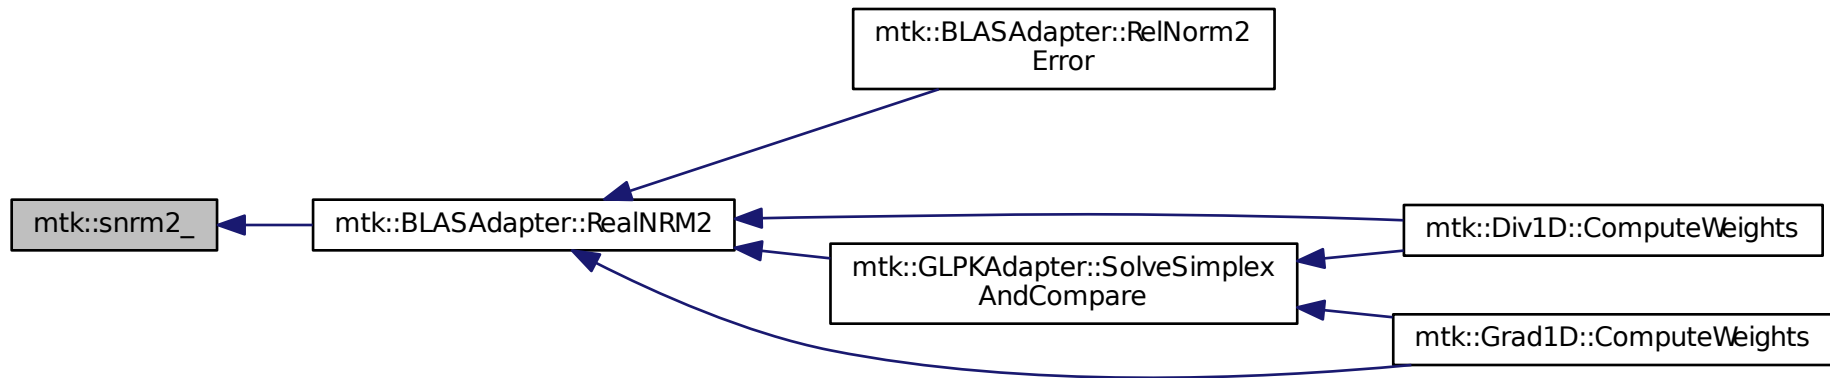 mtk::BLASAdapter::RelNorm2
Error
mtk::snrm2_
mtk::BLASAdapter::RealNRM2
mtk::Div1D::ComputeWeights
mtk::GLPKAdapter::SolveSimplex
AndCompare
mtk::Grad1D::ComputeWeights